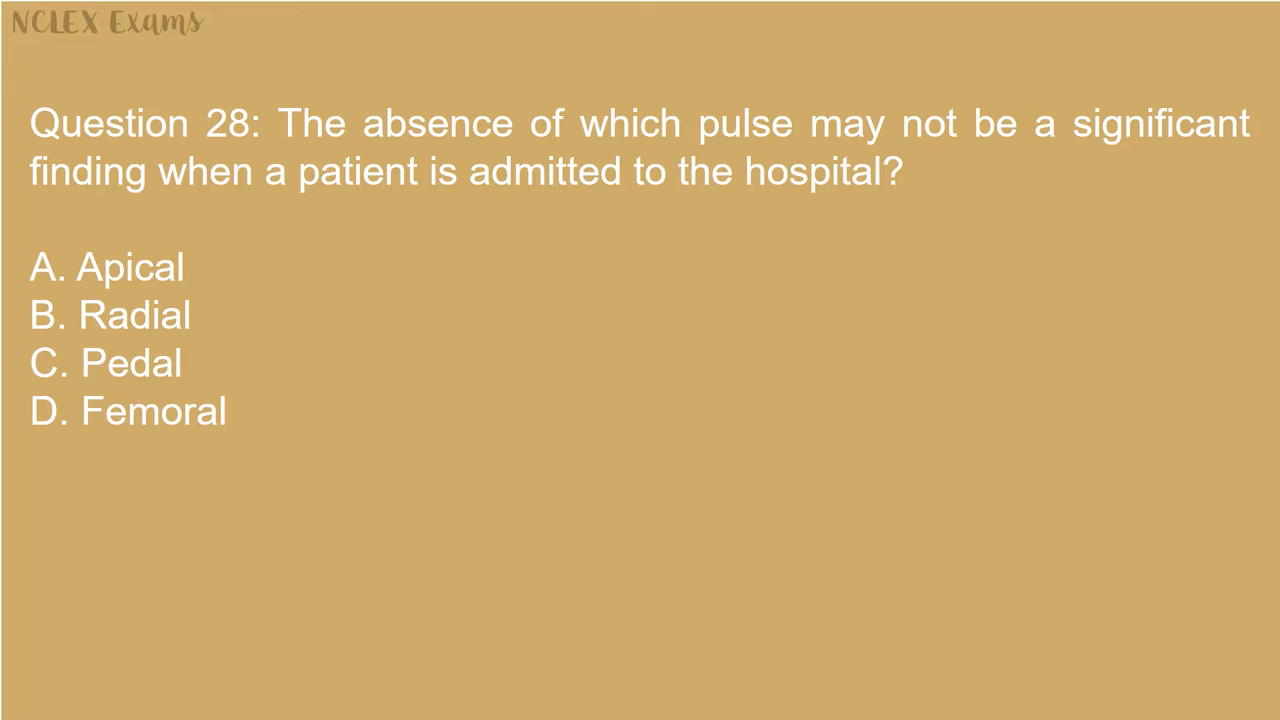 NCLEX Exams
Question 28: The absence of which pulse may not be a significant
finding when a patient is admitted to the hospital?
A. Apical
B. Radial
C. Pedal
D. Femoral